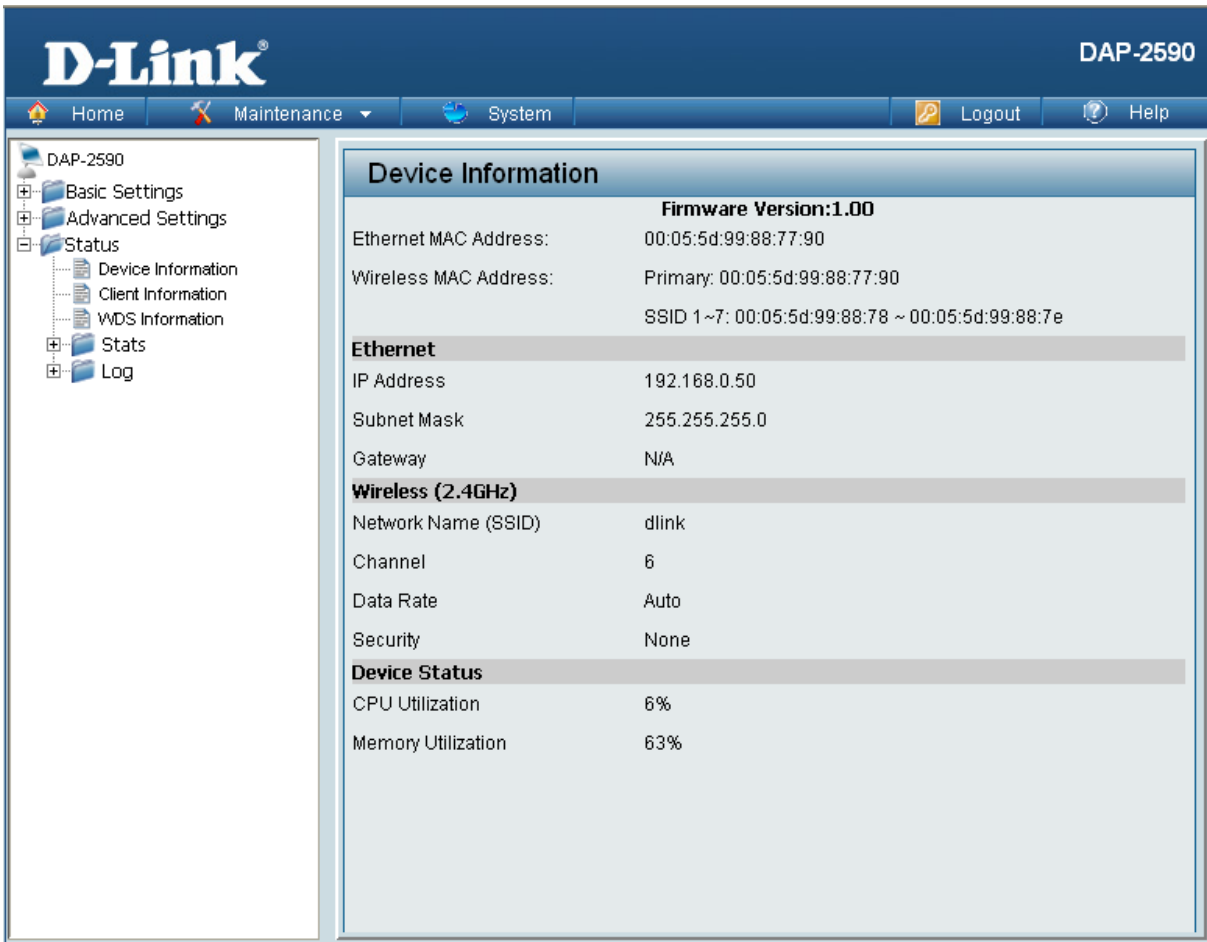 D-Link®
DAP-2590
Home Maintenance System Logout Help
DAP-2590
Basic Settings
Advanced Settings
Status
Device Information
Client Information
WDS Information
Stats
Log
Device Information
Firmware Version:1.00
Ethernet MAC Address: 00:05:5d:99:88:77:90
Wireless MAC Address: Primary: 00:05:5d:99:88:77:90
SSID 1~7: 00:05:5d:99:88:78 ~ 00:05:5d:99:88:7e
Ethernet
IP Address 192.168.0.50
Subnet Mask 255.255.255.0
Gateway N/A
Wireless (2.4GHz)
Network Name (SSID) dlink
Channel 6
Data Rate Auto
Security None
Device Status
CPU Utilization 6%
Memory Utilization 63%